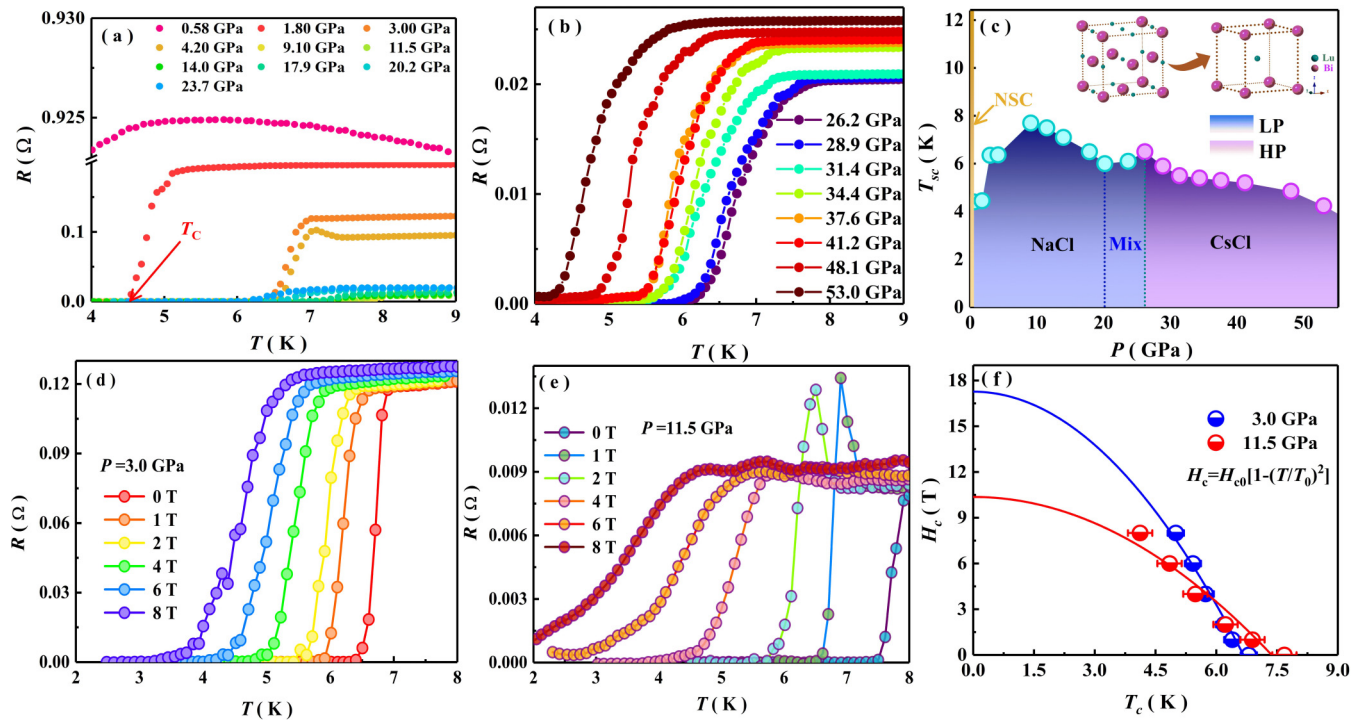 0.930
( a )
0.58 GPa
1.80 GPa
3.00 GPa
4.20 GPa
9.10 GPa
11.5 GPa
14.0 GPa
17.9 GPa
20.2 GPa
23.7 GPa
0.925
R ( Ω )
0.1
T_C
0.0
4 5 6 7 8 9
T ( K )
( b )
0.02
R ( Ω )
0.01
0.00
26.2 GPa
28.9 GPa
31.4 GPa
34.4 GPa
37.6 GPa
41.2 GPa
48.1 GPa
53.0 GPa
4 5 6 7 8 9
T ( K )
( c )
12
10
8
6
4
2
0
T_sc ( K )
NSC
Lu
Bi
LP
HP
NaCl
Mix
CsCl
0 10 20 30 40 50
P ( GPa )
( d )
0.12
0.09
0.06
0.03
0.00
R ( Ω )
P =3.0 GPa
0 T
1 T
2 T
4 T
6 T
8 T
2 3 4 5 6 7 8
T ( K )
( e )
0.012
0.009
0.006
0.003
0.000
R ( Ω )
P =11.5 GPa
0 T
1 T
2 T
4 T
6 T
8 T
2 3 4 5 6 7 8
T ( K )
( f )
18
15
12
9
6
3
0
H_c ( T )
3.0 GPa
11.5 GPa
H_c=H_c0[1-(T/T_0)^2]
0.0 1.5 3.0 4.5 6.0 7.5 9.0
T_c ( K )